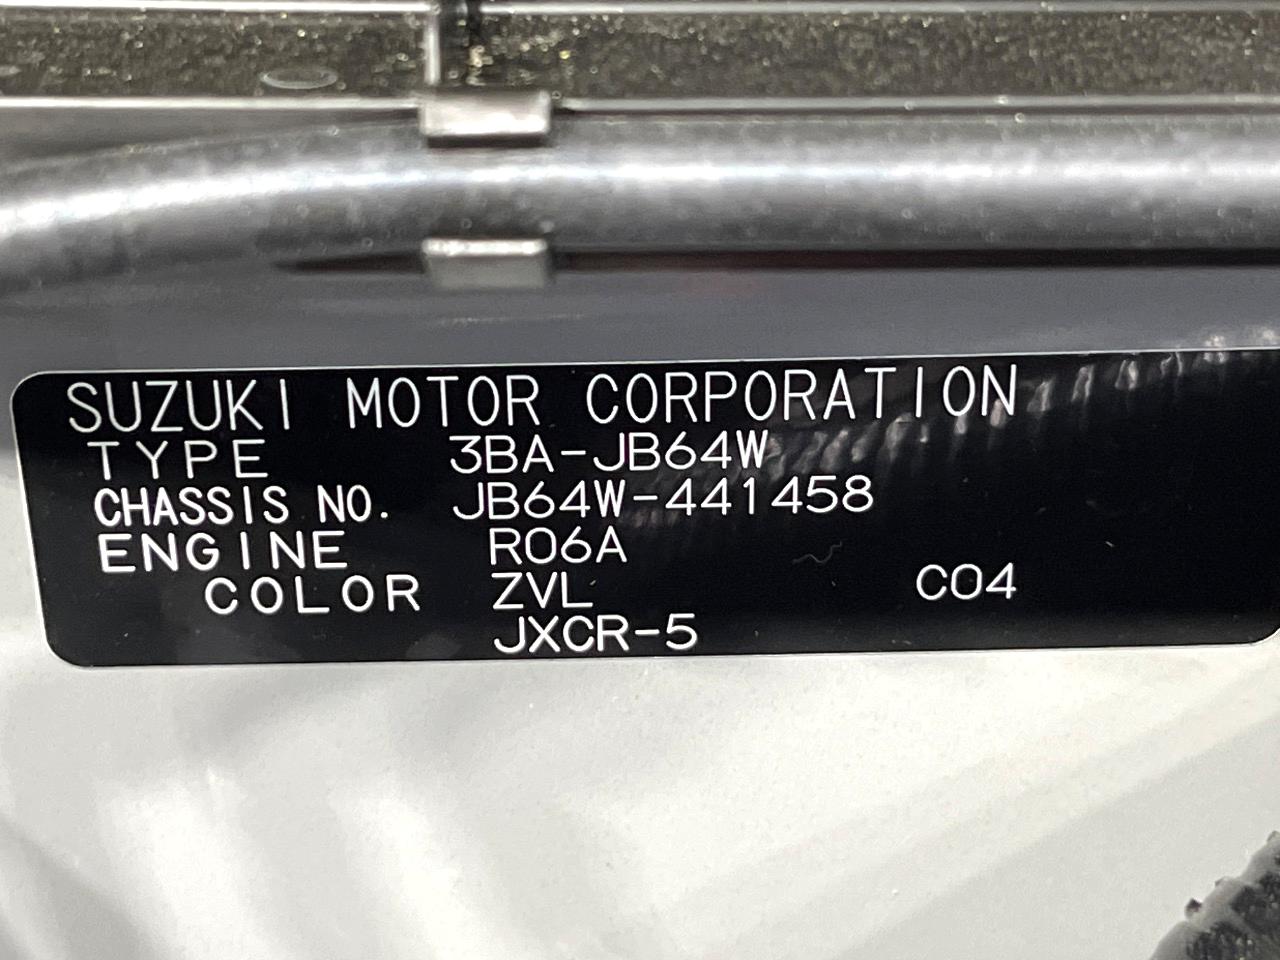 SUZUKI MOTOR CORPORATION
TYPE 3BA-JB64W
CHASSIS NO. JB64W-441458
ENGINE R06A
COLOR ZVL C04
JXCR-5